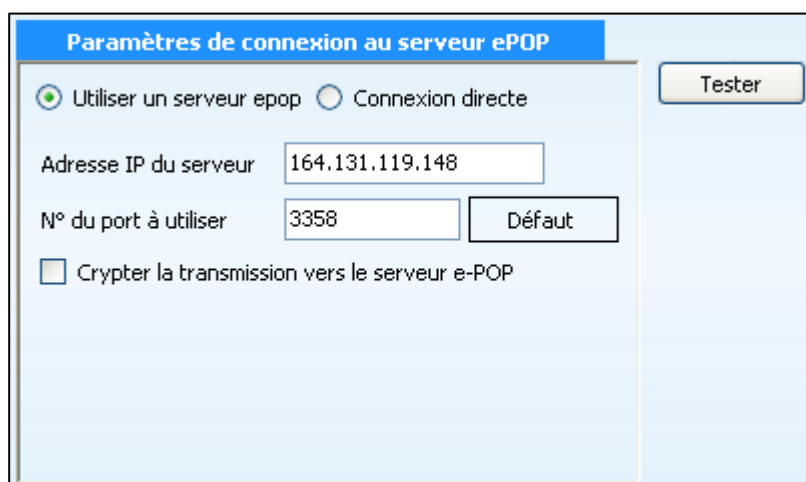 Paramètres de connexion au serveur ePOP
Utiliser un serveur epop Connexion directe
Tester
Adresse IP du serveur 164.131.119.148
N° du port à utiliser 3358 Défaut
Crypter la transmission vers le serveur e-POP